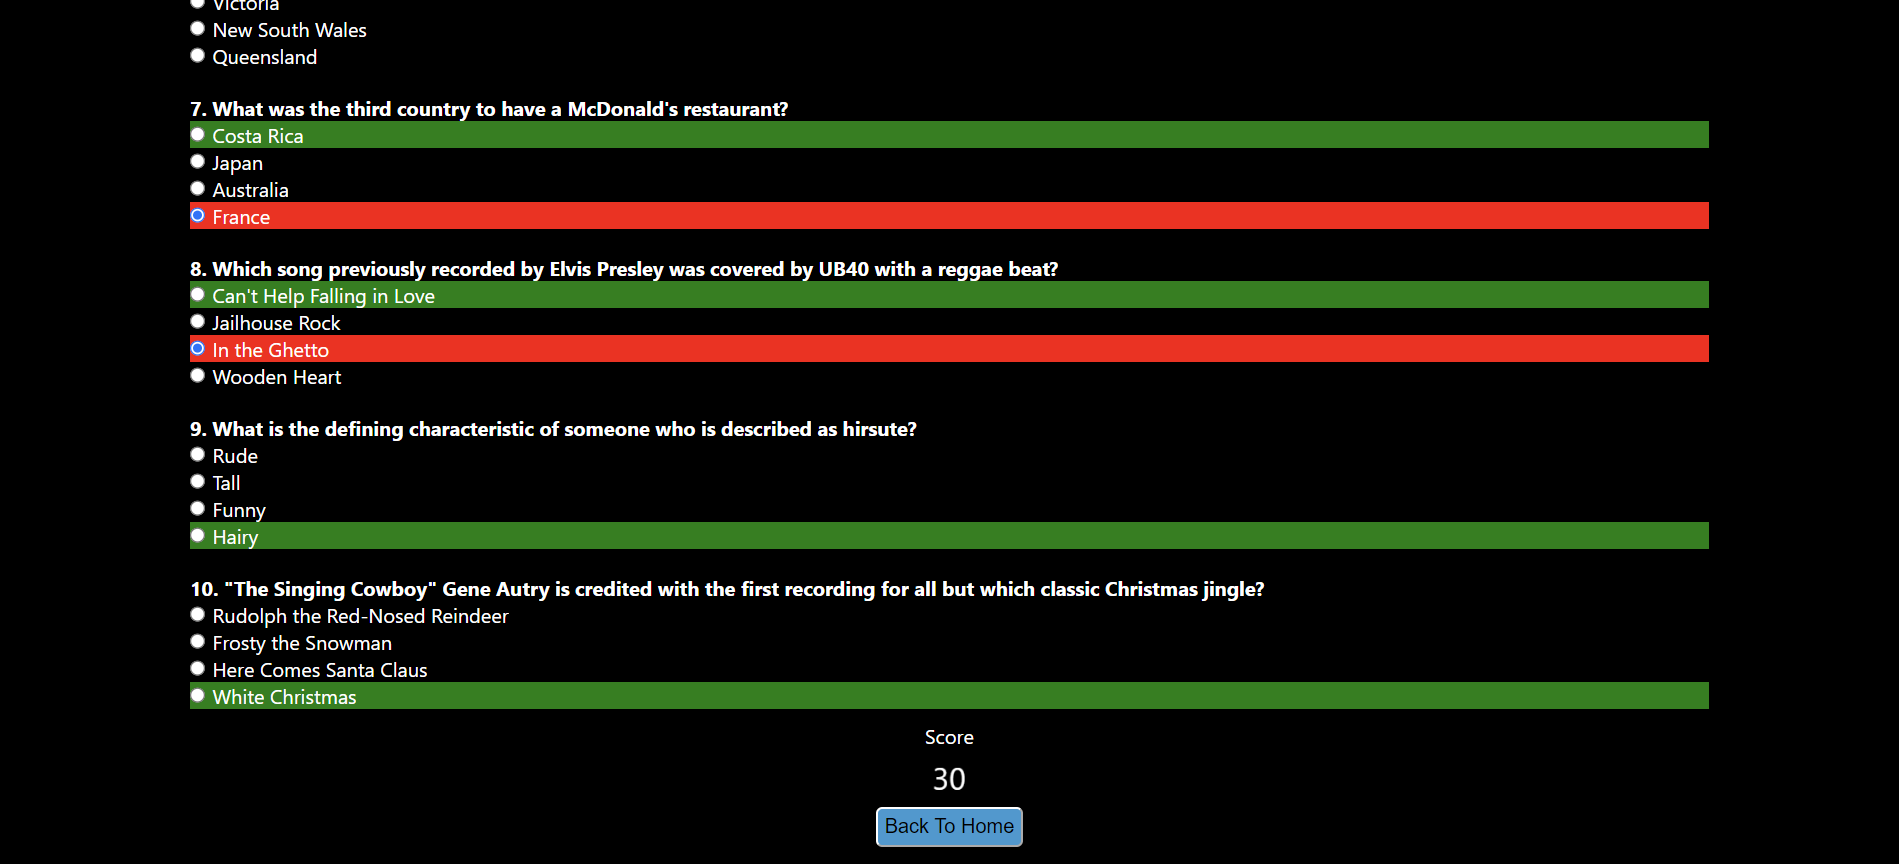 Victoria
New South Wales
Queensland
7. What was the third country to have a McDonald's restaurant?
Costa Rica
Japan
Australia
France
8. Which song previously recorded by Elvis Presley was covered by UB40 with a reggae beat?
Can't Help Falling in Love
Jailhouse Rock
In the Ghetto
Wooden Heart
9. What is the defining characteristic of someone who is described as hirsute?
Rude
Tall
Funny
Hairy
10. "The Singing Cowboy" Gene Autry is credited with the first recording for all but which classic Christmas jingle?
Rudolph the Red-Nosed Reindeer
Frosty the Snowman
Here Comes Santa Claus
White Christmas
Score
30
Back To Home